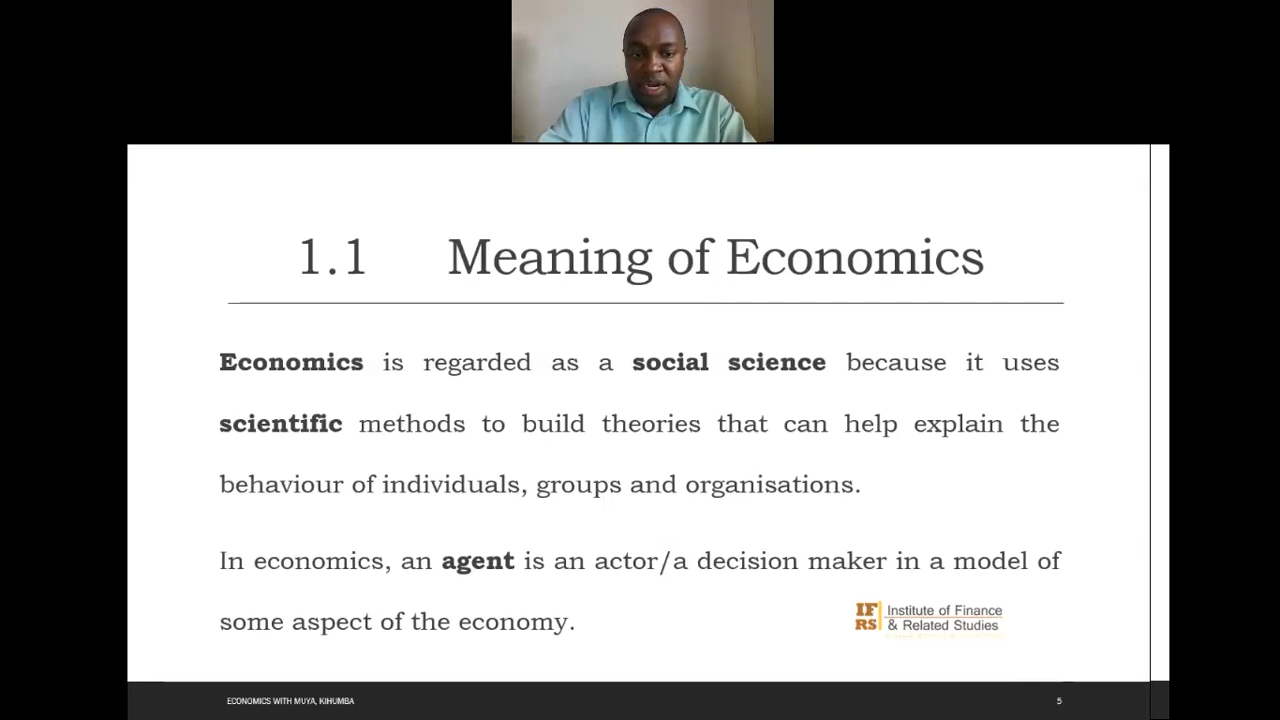 1.1 Meaning of Economics
Economics is regarded as a social science because it uses
scientific methods to build theories that can help explain the
behaviour of individuals, groups and organisations.
In economics, an agent is an actor/a decision maker in a model of
some aspect of the economy.
IF
RS
Institute of Finance
& Related Studies
ECONOMICS WITH MUYA, KIHUMBA
5